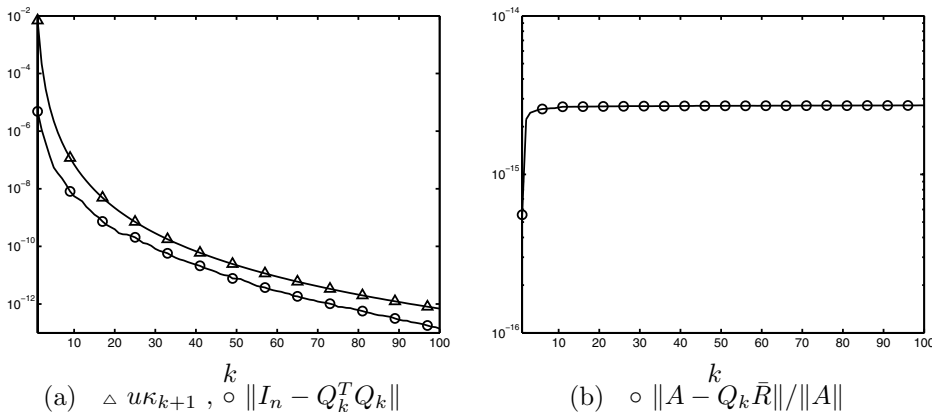 10^{-2}
10^{-4}
10^{-6}
10^{-8}
10^{-10}
10^{-12}
10 20 30 40 50 60 70 80 90 100
k
(a) △ uκ_{k+1} , ○ ‖I_n − Q_k^T Q_k‖
10^{-14}
10^{-15}
10^{-16}
10 20 30 40 50 60 70 80 90 100
k
(b) ○ ‖A − Q_k R̄‖/‖A‖